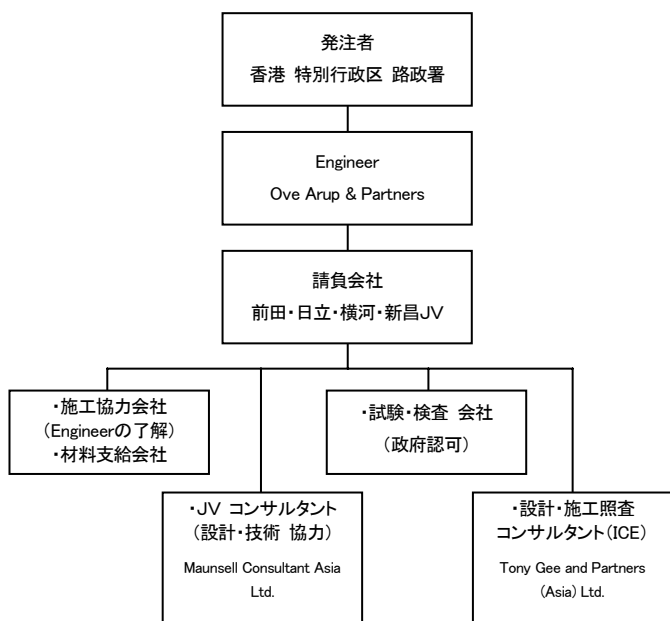 発注者
香港 特別行政区 路政署
Engineer
Ove Arup & Partners
請負会社
前田・日立・横河・新昌JV
・施工協力会社
(Engineerの了解)
・材料支給会社
・試験・検査 会社
(政府認可)
・JV コンサルタント
(設計・技術 協力)
Maunsell Consultant Asia
Ltd.
・設計・施工照査
コンサルタント(ICE)
Tony Gee and Partners
(Asia) Ltd.